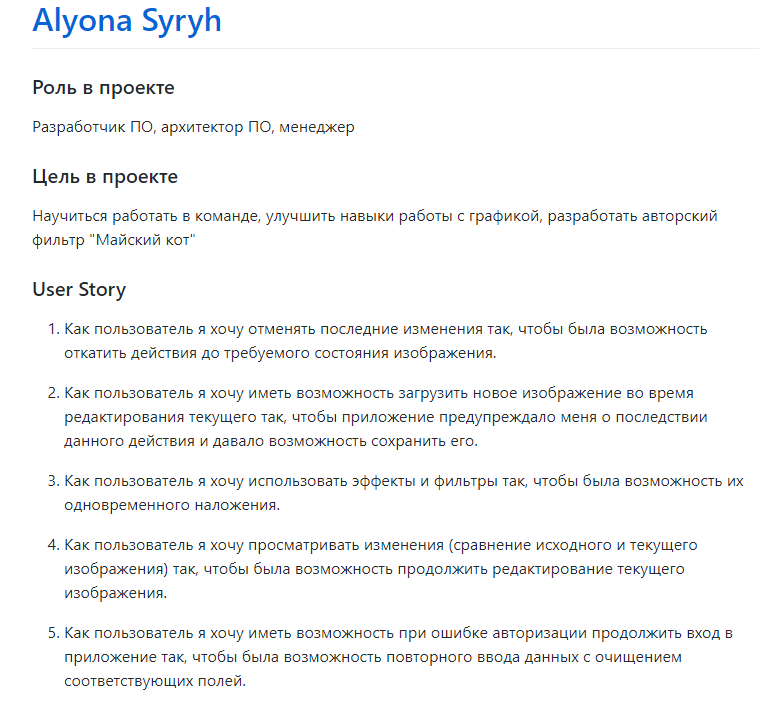 Alyona Syryh
Роль в проекте
Разработчик ПО, архитектор ПО, менеджер
Цель в проекте
Научиться работать в команде, улучшить навыки работы с графикой, разработать авторский
фильтр "Майский кот"
User Story
1. Как пользователь я хочу отменять последние изменения так, чтобы была возможность
откатить действия до требуемого состояния изображения.
2. Как пользователь я хочу иметь возможность загрузить новое изображение во время
редактирования текущего так, чтобы приложение предупреждало меня о последствии
данного действия и давало возможность сохранить его.
3. Как пользователь я хочу использовать эффекты и фильтры так, чтобы была возможность их
одновременного наложения.
4. Как пользователь я хочу просматривать изменения (сравнение исходного и текущего
изображения) так, чтобы была возможность продолжить редактирование текущего
изображения.
5. Как пользователь я хочу иметь возможность при ошибке авторизации продолжить вход в
приложение так, чтобы была возможность повторного ввода данных с очищением
соответствующих полей.